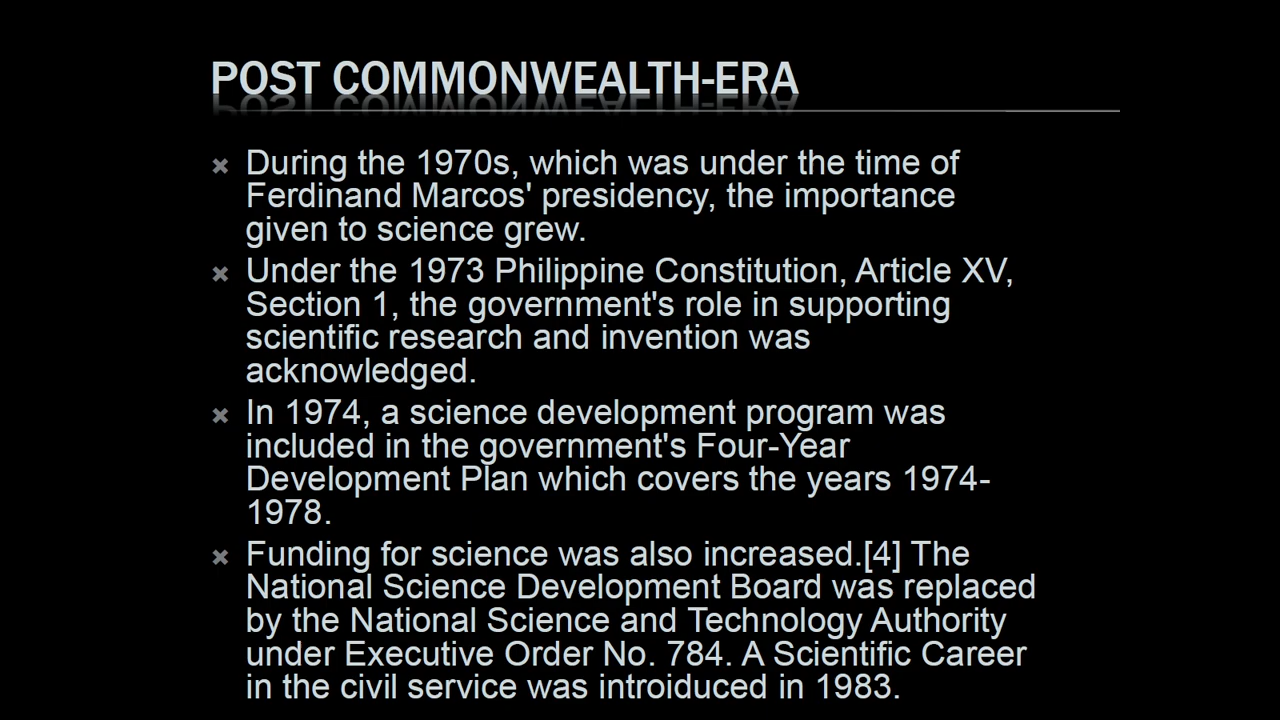 POST COMMONWEALTH-ERA
During the 1970s, which was under the time of
Ferdinand Marcos' presidency, the importance
given to science grew.
Under the 1973 Philippine Constitution, Article XV,
Section 1, the government's role in supporting
scientific research and invention was
acknowledged.
In 1974, a science development program was
included in the government's Four-Year
Development Plan which covers the years 1974-
1978.
Funding for science was also increased.[4] The
National Science Development Board was replaced
by the National Science and Technology Authority
under Executive Order No. 784. A Scientific Career
in the civil service was introiduced in 1983.